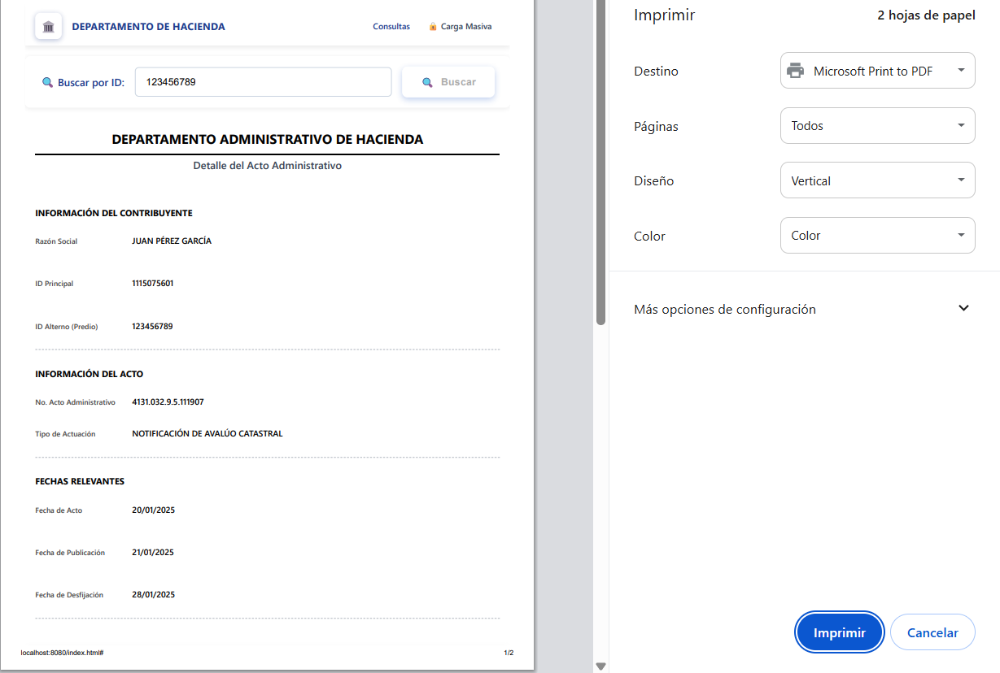 DEPARTAMENTO DE HACIENDA
Consultas
Carga Masiva
Buscar por ID:
123456789
Buscar
DEPARTAMENTO ADMINISTRATIVO DE HACIENDA
Detalle del Acto Administrativo
INFORMACIÓN DEL CONTRIBUYENTE
Razón Social JUAN PÉREZ GARCÍA
ID Principal 1115075601
ID Alterno (Predio) 123456789
INFORMACIÓN DEL ACTO
No. Acto Administrativo 4131.032.9.5.111907
Tipo de Actuación NOTIFICACIÓN DE AVALÚO CATASTRAL
FECHAS RELEVANTES
Fecha de Acto 20/01/2025
Fecha de Publicación 21/01/2025
Fecha de Desfijación 28/01/2025
localhost:8080/index.html# 1/2
Imprimir 2 hojas de papel
Destino Microsoft Print to PDF
Páginas Todos
Diseño Vertical
Color Color
Más opciones de configuración
Imprimir Cancelar